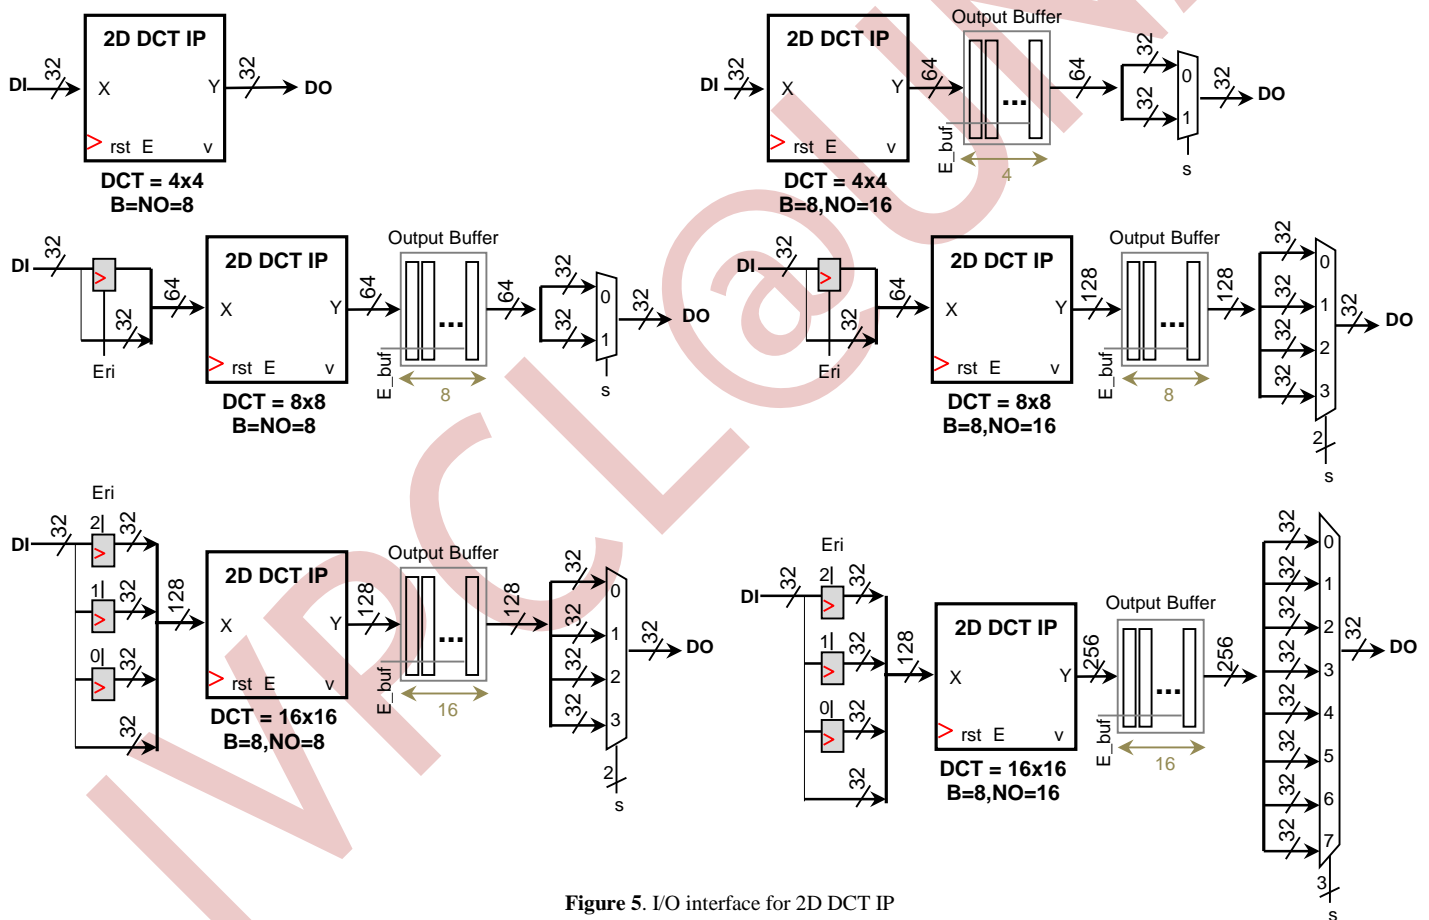 2D DCT IP
DI
32
X
Y
32
DO
rst E
v
DCT = 4x4
B=NO=8
Output Buffer
2D DCT IP
DI
32
X
Y
64
...
64
32
32
0
1
32
DO
rst E
v
E_buf
4
s
DCT = 4x4
B=8,NO=16
Output Buffer
2D DCT IP
DI
32
32
64
X
Y
64
...
64
32
32
0
1
32
DO
Eri
rst E
v
E_buf
8
s
DCT = 8x8
B=NO=8
Output Buffer
2D DCT IP
DI
32
32
64
X
Y
128
...
128
32
32
32
32
0
1
2
3
32
DO
Eri
rst E
v
E_buf
8
2
s
DCT = 8x8
B=8,NO=16
Eri
DI
32
2
32
1
32
0
32
32
128
2D DCT IP
X
Y
128
Output Buffer
...
128
32
32
32
32
0
1
2
3
32
DO
rst E
v
E_buf
16
2
s
DCT = 16x16
B=8,NO=8
Eri
DI
32
2
32
1
32
0
32
32
128
2D DCT IP
X
Y
256
Output Buffer
...
256
32
32
32
32
32
32
32
32
0
1
2
3
4
5
6
7
32
DO
rst E
v
E_buf
16
3
s
DCT = 16x16
B=8,NO=16
Figure 5. I/O interface for 2D DCT IP
IVPCL@UNM